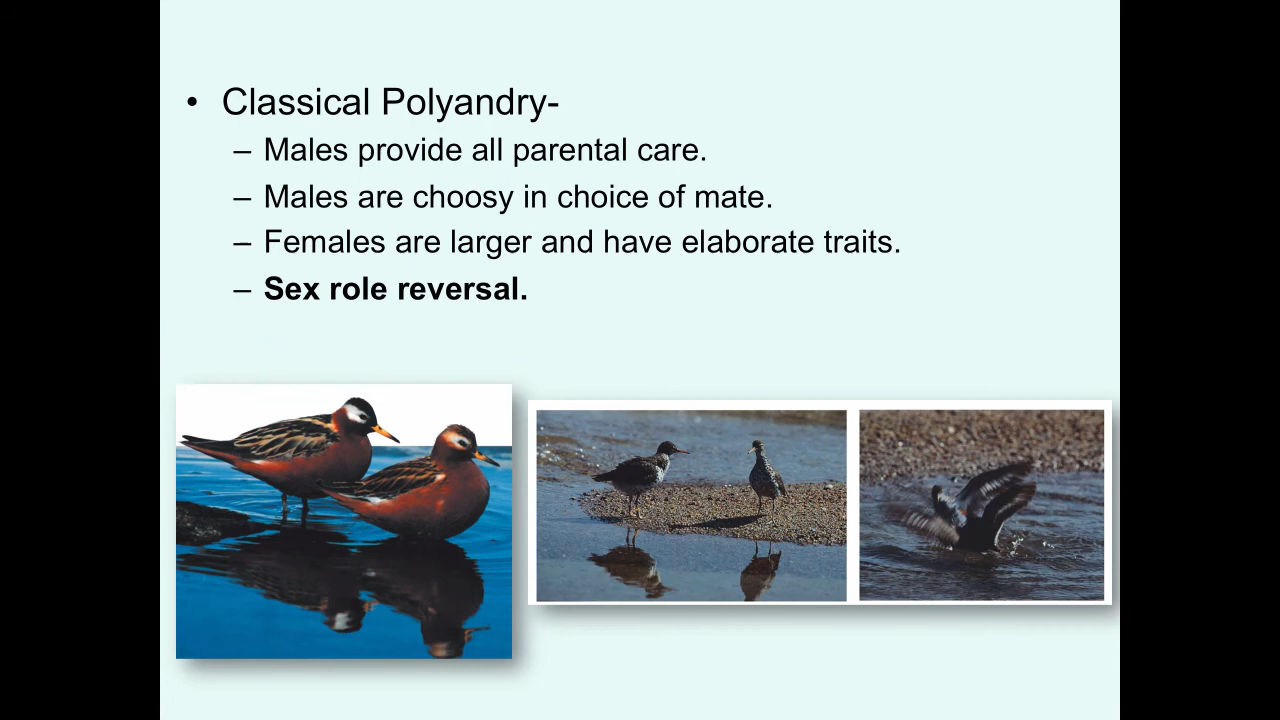 • Classical Polyandry-
– Males provide all parental care.
– Males are choosy in choice of mate.
– Females are larger and have elaborate traits.
– Sex role reversal.